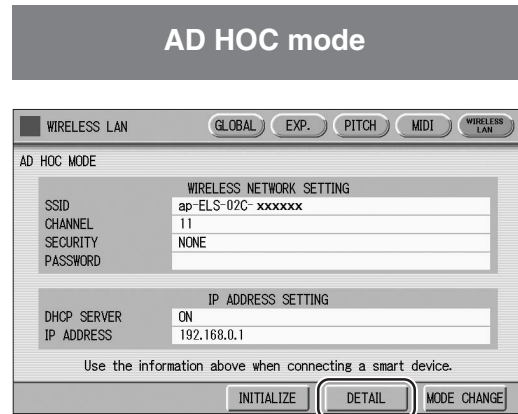 AD HOC mode
WIRELESS LAN GLOBAL EXP. PITCH MIDI WIRELESS LAN
AD HOC MODE
WIRELESS NETWORK SETTING
SSID ap-ELS-02C-xxxxxx
CHANNEL 11
SECURITY NONE
PASSWORD
IP ADDRESS SETTING
DHCP SERVER ON
IP ADDRESS 192.168.0.1
Use the information above when connecting a smart device.
INITIALIZE DETAIL MODE CHANGE